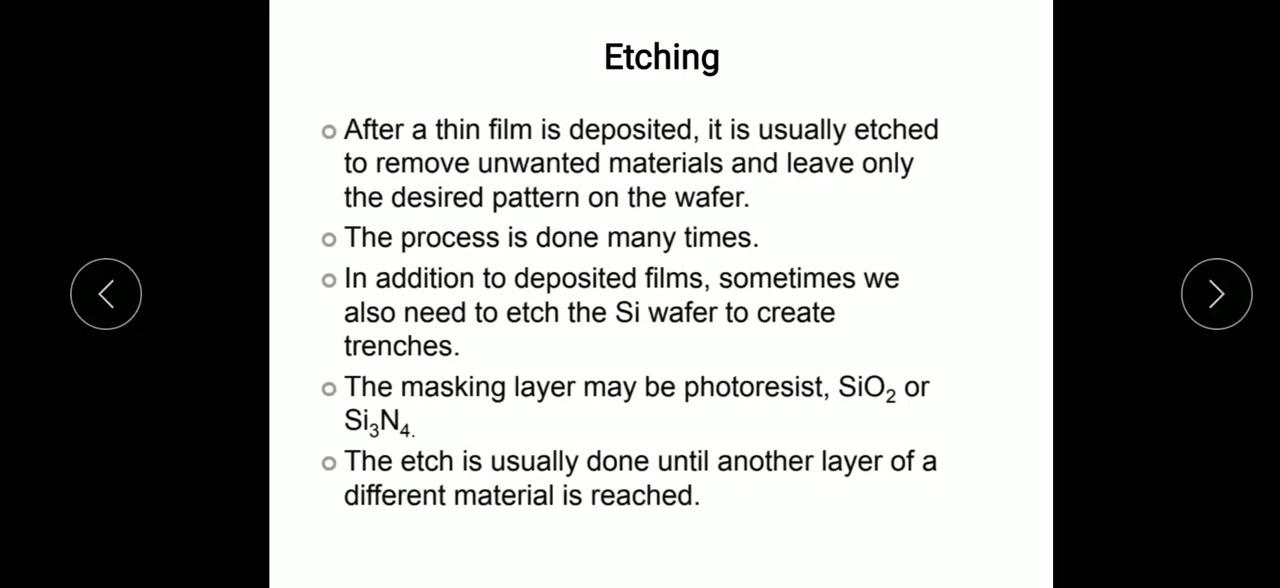 Etching
After a thin film is deposited, it is usually etched
to remove unwanted materials and leave only
the desired pattern on the wafer.
The process is done many times.
In addition to deposited films, sometimes we
also need to etch the Si wafer to create
trenches.
The masking layer may be photoresist, SiO₂ or
Si₃N₄.
The etch is usually done until another layer of a
different material is reached.